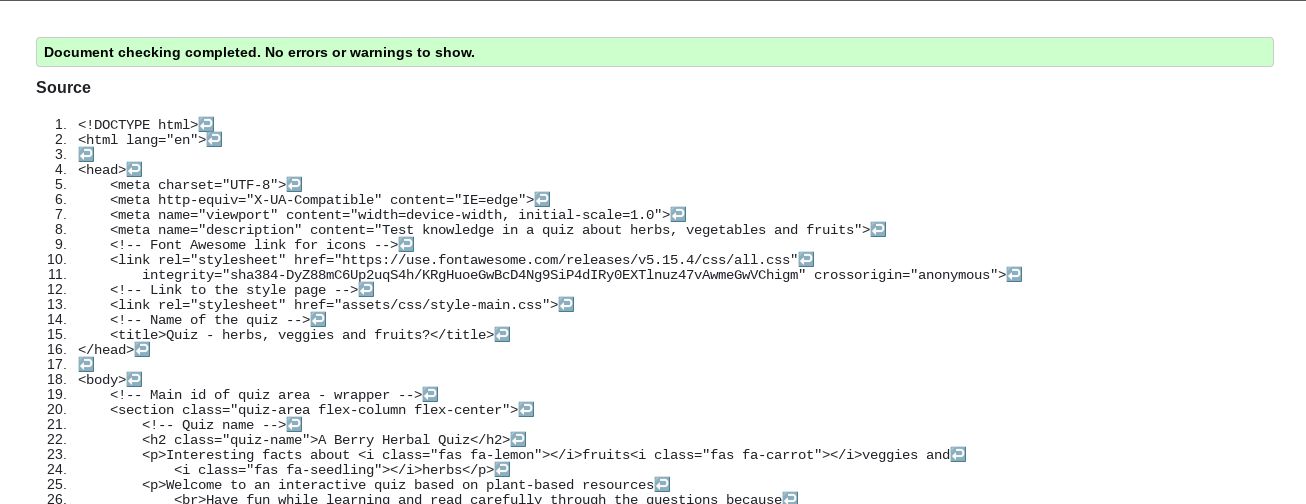 Document checking completed. No errors or warnings to show.
Source
1. <!DOCTYPE html>↩
2. <html lang="en">↩
3. ↩
4. <head>↩
5.     <meta charset="UTF-8">↩
6.     <meta http-equiv="X-UA-Compatible" content="IE=edge">↩
7.     <meta name="viewport" content="width=device-width, initial-scale=1.0">↩
8.     <meta name="description" content="Test knowledge in a quiz about herbs, vegetables and fruits">↩
9.     <!-- Font Awesome link for icons -->↩
10.     <link rel="stylesheet" href="https://use.fontawesome.com/releases/v5.15.4/css/all.css"↩
11.         integrity="sha384-DyZ88mC6Up2uqS4h/KRgHuoeGwBcD4Ng9SiP4dIRy0EXTlnuz47vAwmeGwVChigm" crossorigin="anonymous">↩
12.     <!-- Link to the style page -->↩
13.     <link rel="stylesheet" href="assets/css/style-main.css">↩
14.     <!-- Name of the quiz -->↩
15.     <title>Quiz - herbs, veggies and fruits?</title>↩
16. </head>↩
17. ↩
18. <body>↩
19.     <!-- Main id of quiz area - wrapper -->↩
20.     <section class="quiz-area flex-column flex-center">↩
21.         <!-- Quiz name -->↩
22.         <h2 class="quiz-name">A Berry Herbal Quiz</h2>↩
23.         <p>Interesting facts about <i class="fas fa-lemon"></i>fruits<i class="fas fa-carrot"></i>veggies and↩
24.             <i class="fas fa-seedling"></i>herbs</p>↩
25.         <p>Welcome to an interactive quiz based on plant-based resources↩
26.             <br>Have fun while learning and read carefully through the questions because↩